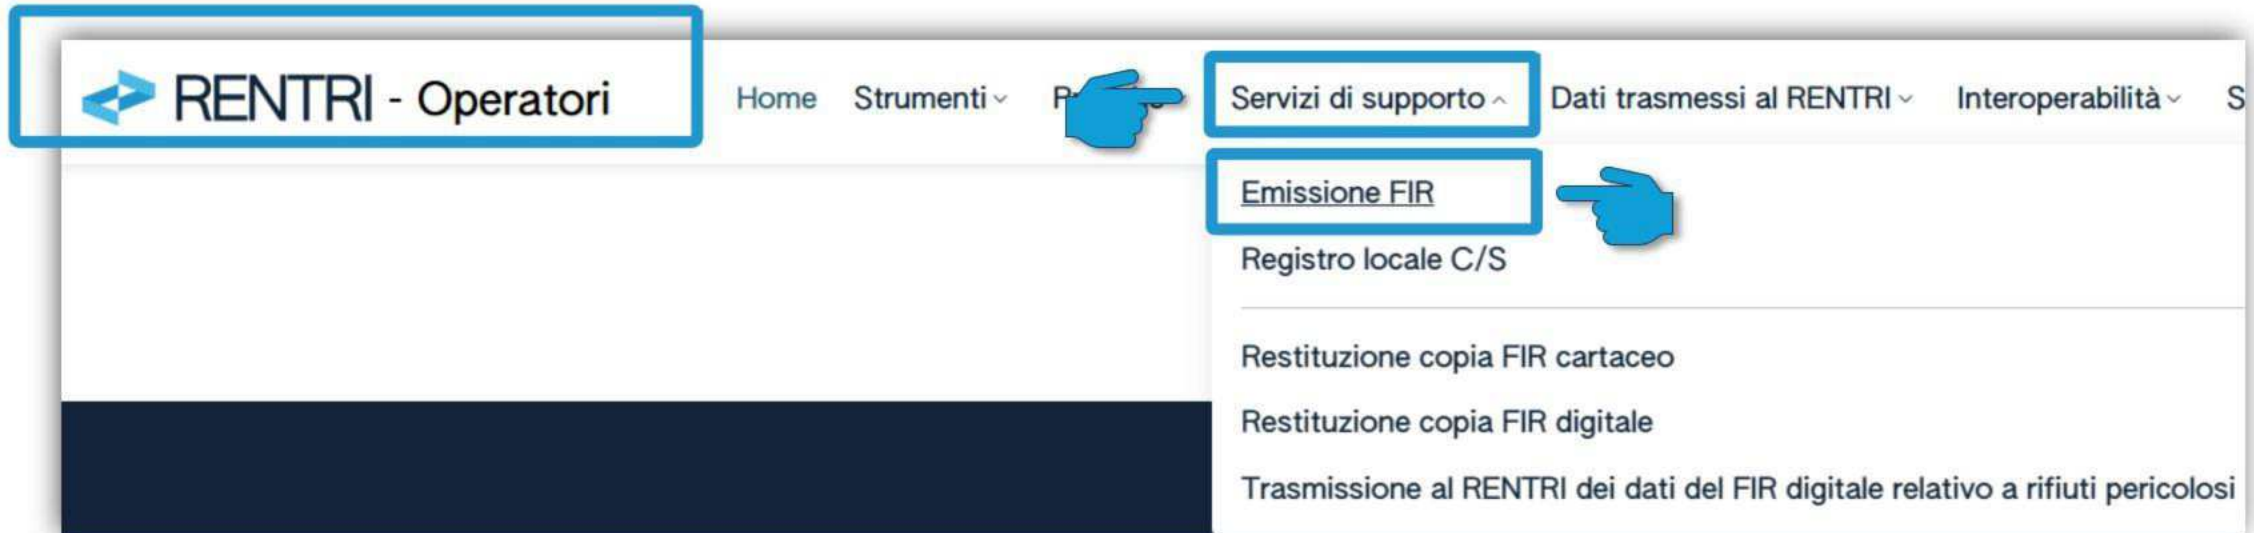 RENTRI - Operatori
Home Strumenti Servizi di supporto Dati trasmessi al RENTRI Interoperabilità S
Emissione FIR
Registro locale C/S
Restituzione copia FIR cartaceo
Restituzione copia FIR digitale
Trasmissione al RENTRI dei dati del FIR digitale relativo a rifiuti pericolosi